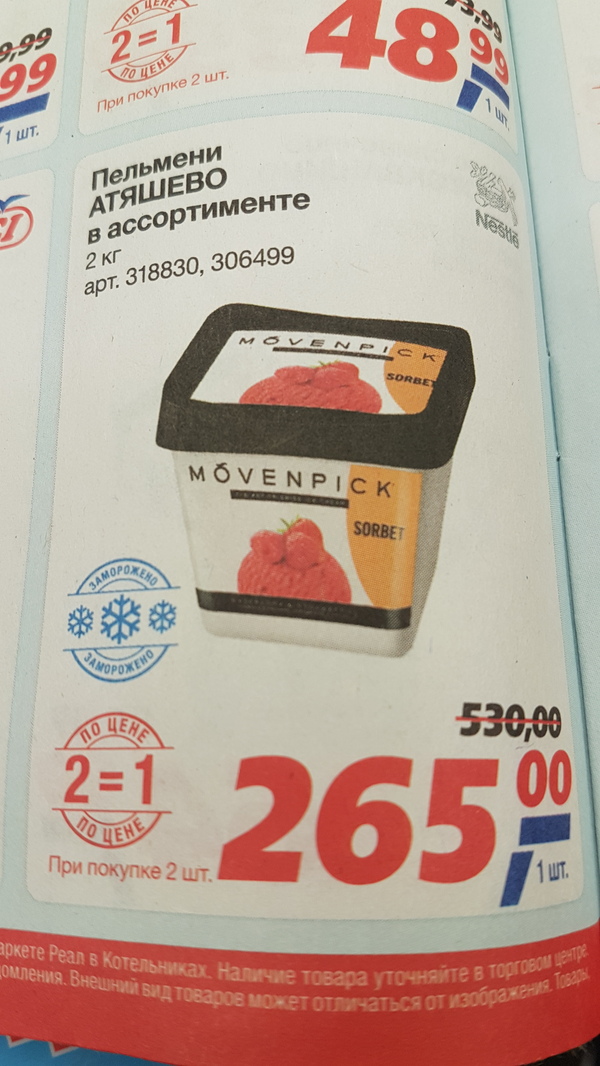 9,99
99
1 шт.
ПО ЦЕНЕ
2=1
ПО ЦЕНЕ
При покупке 2 шт.
73,99
48 99
1 шт.
Пельмени
АТЯШЕВО
в ассортименте
2 кг
арт. 318830, 306499
Nestlé
MÖVENPICK
SORBET
MÖVENPICK
SORBET
ЗАМОРОЖЕНО
ЗАМОРОЖЕНО
ПО ЦЕНЕ
2=1
ПО ЦЕНЕ
При покупке 2 шт.
530,00
265 00
1 шт.
аркете Реал в Котельниках. Наличие товара уточняйте в торговом центре
домления. Внешний вид товаров может отличаться от изображения. Товары,